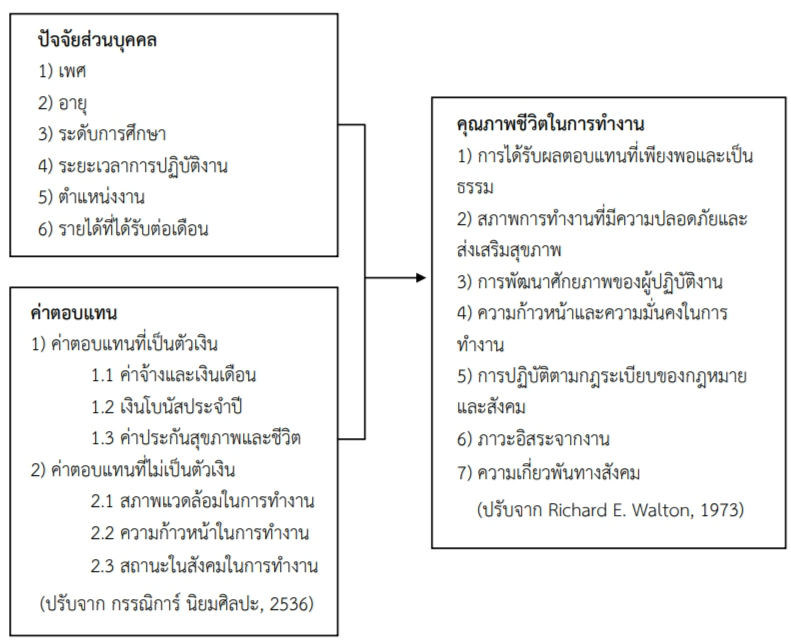 ปัจจัยส่วนบุคคล
1) เพศ
2) อายุ
3) ระดับการศึกษา
4) ระยะเวลาการปฏิบัติงาน
5) ตำแหน่งงาน
6) รายได้ที่ได้รับต่อเดือน
ค่าตอบแทน
1) ค่าตอบแทนที่เป็นตัวเงิน
1.1 ค่าจ้างและเงินเดือน
1.2 เงินโบนัสประจำปี
1.3 ค่าประกันสุขภาพและชีวิต
2) ค่าตอบแทนที่ไม่เป็นตัวเงิน
2.1 สภาพแวดล้อมในการทำงาน
2.2 ความก้าวหน้าในการทำงาน
2.3 สถานะในสังคมในการทำงาน
(ปรับจาก กรรณิการ์ นิยมศิลปะ, 2536)
คุณภาพชีวิตในการทำงาน
1) การได้รับผลตอบแทนที่เพียงพอและเป็น
ธรรม
2) สภาพการทำงานที่มีความปลอดภัยและ
ส่งเสริมสุขภาพ
3) การพัฒนาศักยภาพของผู้ปฏิบัติงาน
4) ความก้าวหน้าและความมั่นคงในการ
ทำงาน
5) การปฏิบัติตามกฎระเบียบของกฎหมาย
และสังคม
6) ภาวะอิสระจากงาน
7) ความเกี่ยวพันทางสังคม
(ปรับจาก Richard E. Walton, 1973)